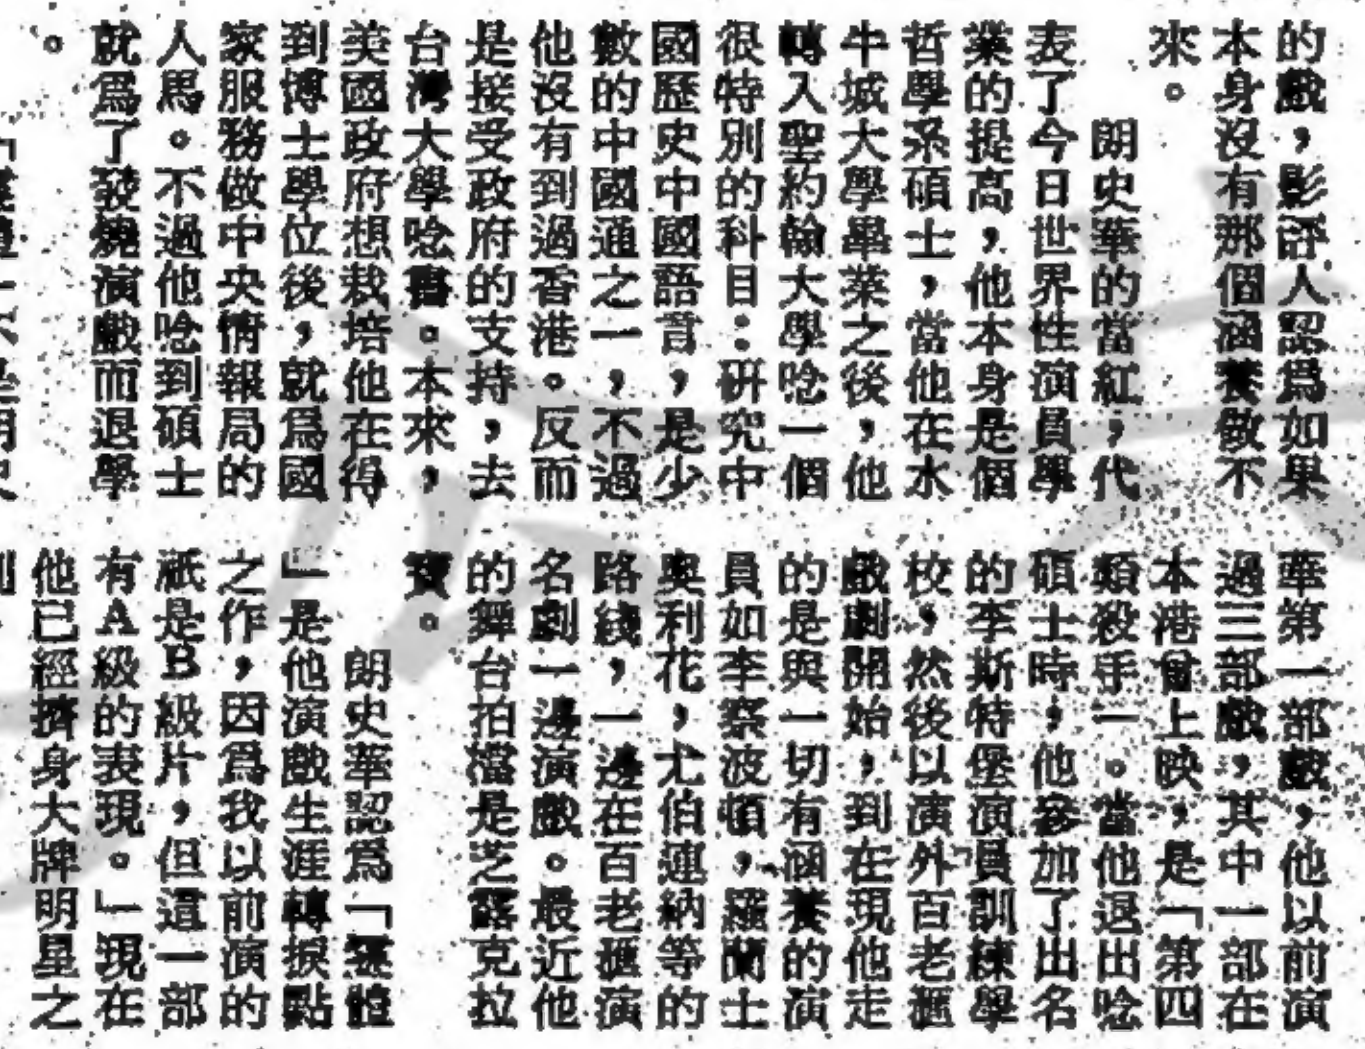 的戲，影評人認爲如果
本身沒有那個涵養做不
來。
朗史華的當紅，代
表了今日世界性演員學
業的提高，他本身是個
哲學系碩士，當他在水
牛城大學畢業之後，他
轉入聖約翰大學唸一個
很特別的科目：研究中
國歷史中國語言，是少
數的中國通之一，不過
他沒有到過香港。反而
是接受政府的支持，去
台灣大學唸書。本來，
美國政府想栽培他在得
到博士學位後，就爲國
家服務做中央情報局的
人馬。不過他唸到碩士
就爲了發燒演戲而退學
。
華第一部戲，他以前演
過三部戲，其中一部在
本港曾上映，是「第四
類殺手」。當他退出唸
碩士時，他參加了出名
的李斯特堡演員訓練學
校，然後以演外百老匯
戲劇開始，到在現他走
的是與一切有涵養的演
員如李察波頓，羅蘭士
奧利花，尤伯連納等的
路綫，一邊在百老匯演
名劇一邊演戲。最近他
的舞台拍檔是芝露克拉
寶。
朗史華認爲「體
」是他演戲生涯轉捩點
之作，因爲我以前演的
祇是B級片，但這一部
有A級的表現。」現在
他已經擠身大牌明星之